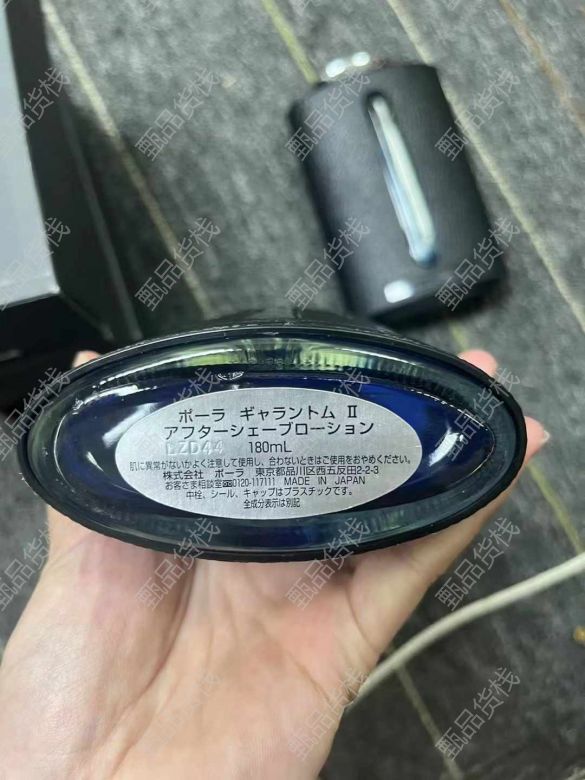 ポーラ ギャラントム II
アフターシェーブローション
LZD44 180mL
肌に異常がないかよく注意して使用し、合わないときはご使用をおやめください。
株式会社 ポーラ 東京都品川区西五反田2-2-3
お客さま相談室☎0120-117111 MADE IN JAPAN
中栓、シール、キャップはプラスチックです。
全成分表示は別記
甄品货栈